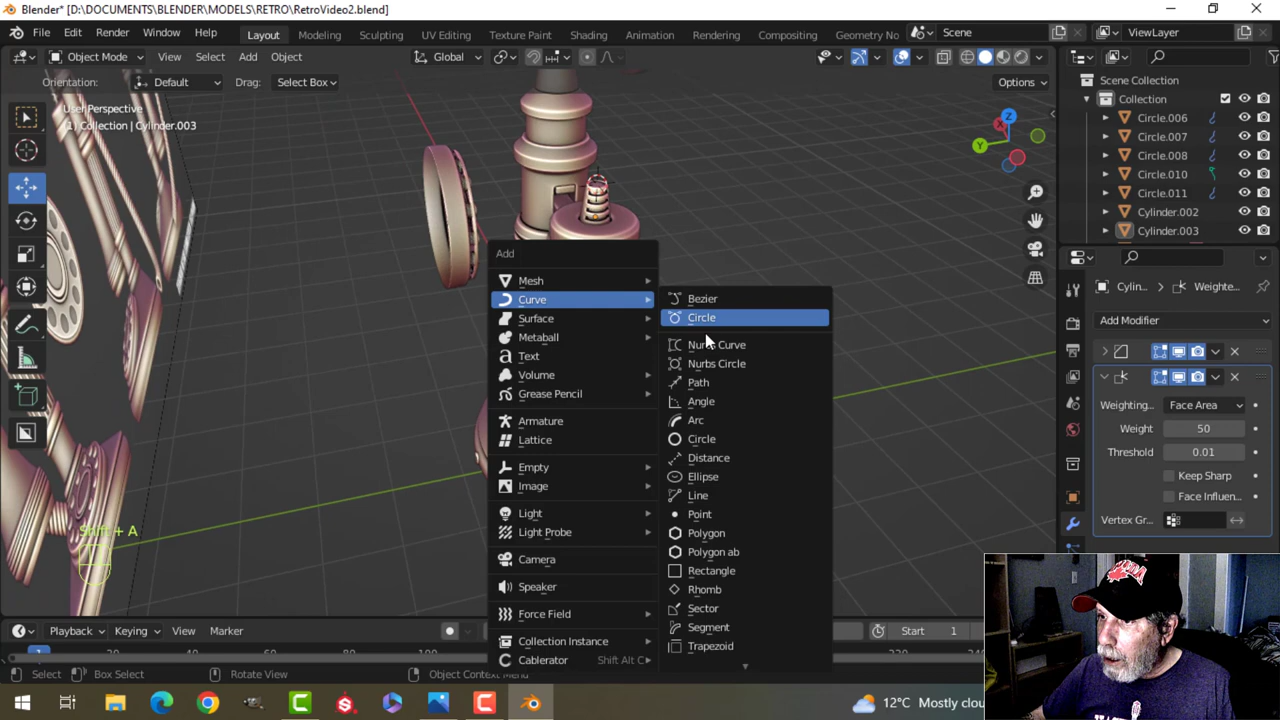 Blender* [D:\DOCUMENTS\BLENDER\MODELS\RETRO\RetroVideo2.blend]
File Edit Render Window Help Layout Modeling Sculpting UV Editing Texture Paint Shading Animation Rendering Compositing Geometry No Scene ViewLayer
Object Mode View Select Add Object Global
Orientation: Default Drag: Select Box Options
User Perspective
(1) Collection | Cylinder.003
Scene Collection
Collection
Circle.006
Circle.007
Circle.008
Circle.010
Circle.011
Cylinder.002
Cylinder.003
X
Y
Z
Add
Mesh
Curve
Surface
Metaball
Text
Volume
Grease Pencil
Armature
Lattice
Empty
Image
Light
Light Probe
Camera
Speaker
Force Field
Collection Instance
Cablerator Shift Alt C
Bezier
Circle
Nurbs Curve
Nurbs Circle
Path
Angle
Arc
Circle
Distance
Ellipse
Line
Point
Polygon
Polygon ab
Rectangle
Rhomb
Sector
Segment
Trapezoid
Cylin... Weighte...
Add Modifier
Weighting... Face Area
Weight 50
Threshold 0.01
Keep Sharp
Face Influen...
Vertex Gr...
Shift + A
Playback Keying View Marker Start 1
Select Box Select Rotate View Object Context Menu
12°C Mostly clou